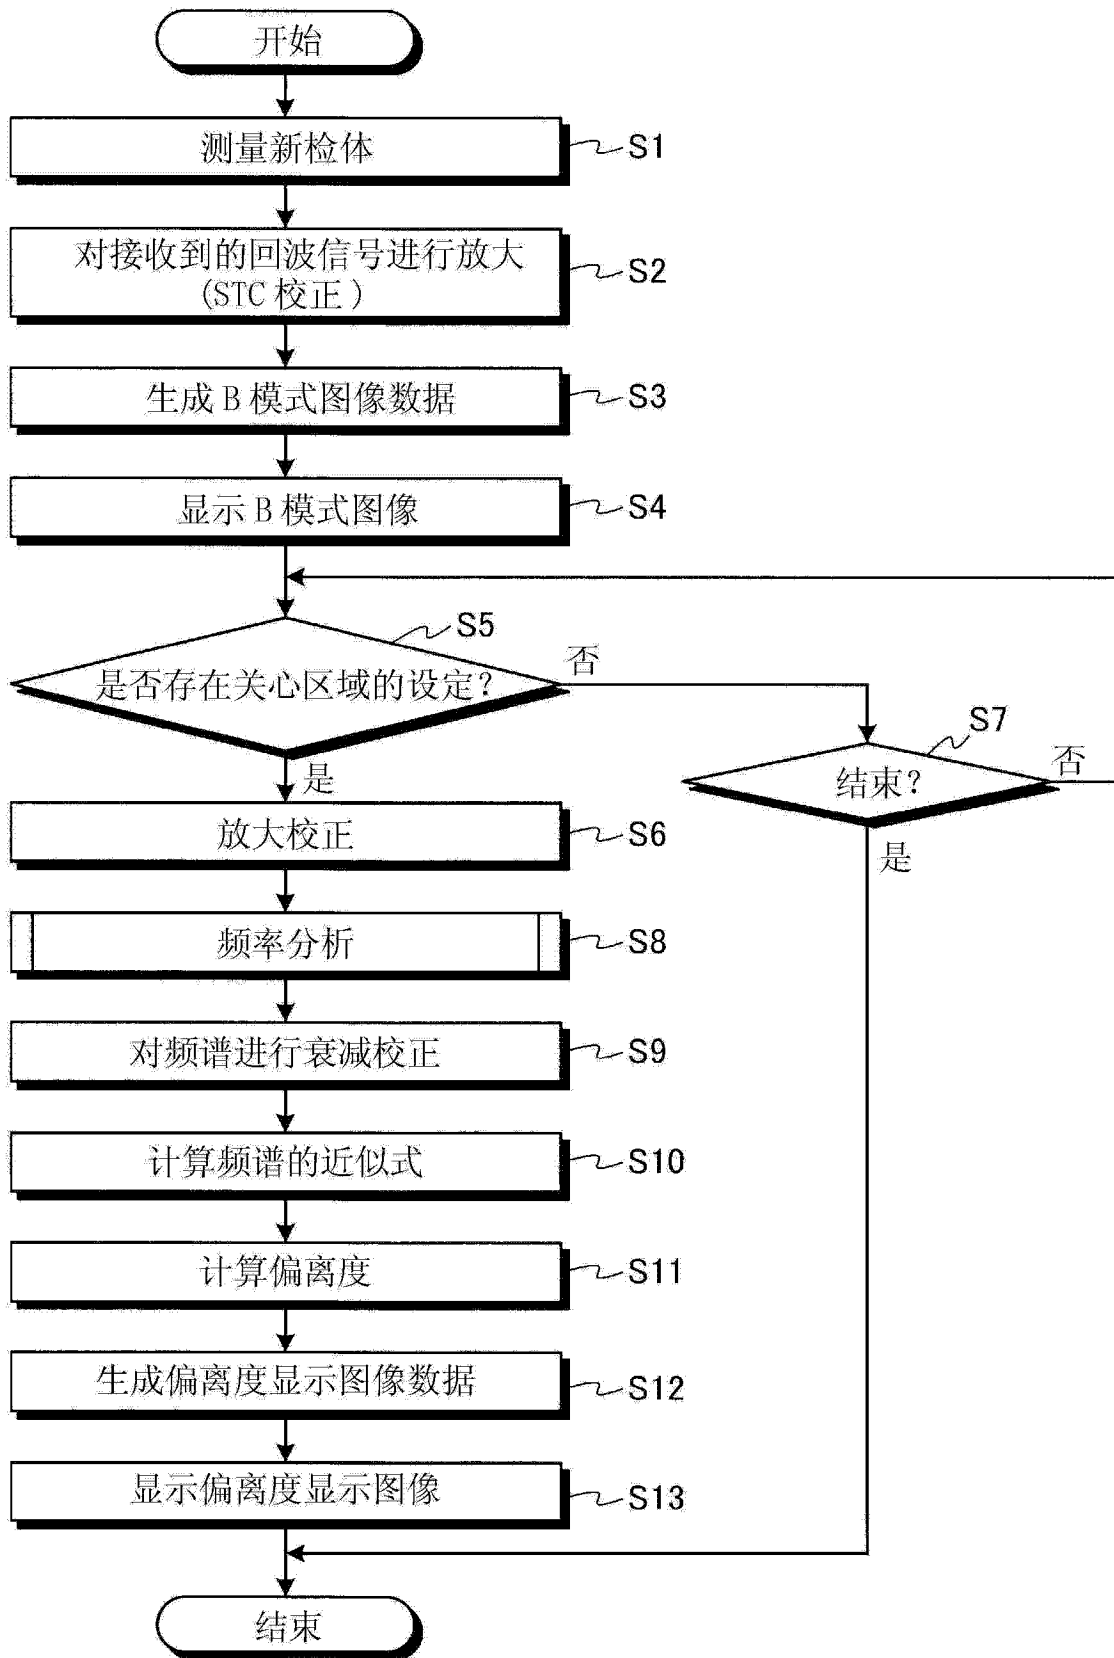 开始
测量新检体
S1
对接收到的回波信号进行放大
(STC 校正)
S2
生成 B 模式图像数据
S3
显示 B 模式图像
S4
S5
是否存在关心区域的设定?
否
是
S7
结束?
否
是
放大校正
S6
频率分析
S8
对频谱进行衰减校正
S9
计算频谱的近似式
S10
计算偏离度
S11
生成偏离度显示图像数据
S12
显示偏离度显示图像
S13
结束